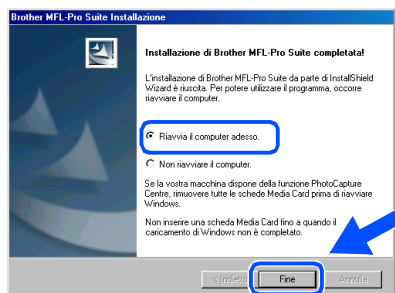 Brother MFL-Pro Suite Installazione
Installazione di Brother MFL-Pro Suite completata!
L'installazione di Brother MFL-Pro Suite da parte di InstallShield
Wizard è riuscita. Per potere utilizzare il programma, occorre
riavviare il computer.
Riavvia il computer adesso.
Non riavviare il computer.
Se la vostra macchina dispone della funzione PhotoCapture
Centre, rimuovere tutte le schede Media Card prima di riavviare
Windows.
Non inserire una scheda Media Card fino a quando il
caricamento di Windows non è completato.
< Indietro Fine Annulla